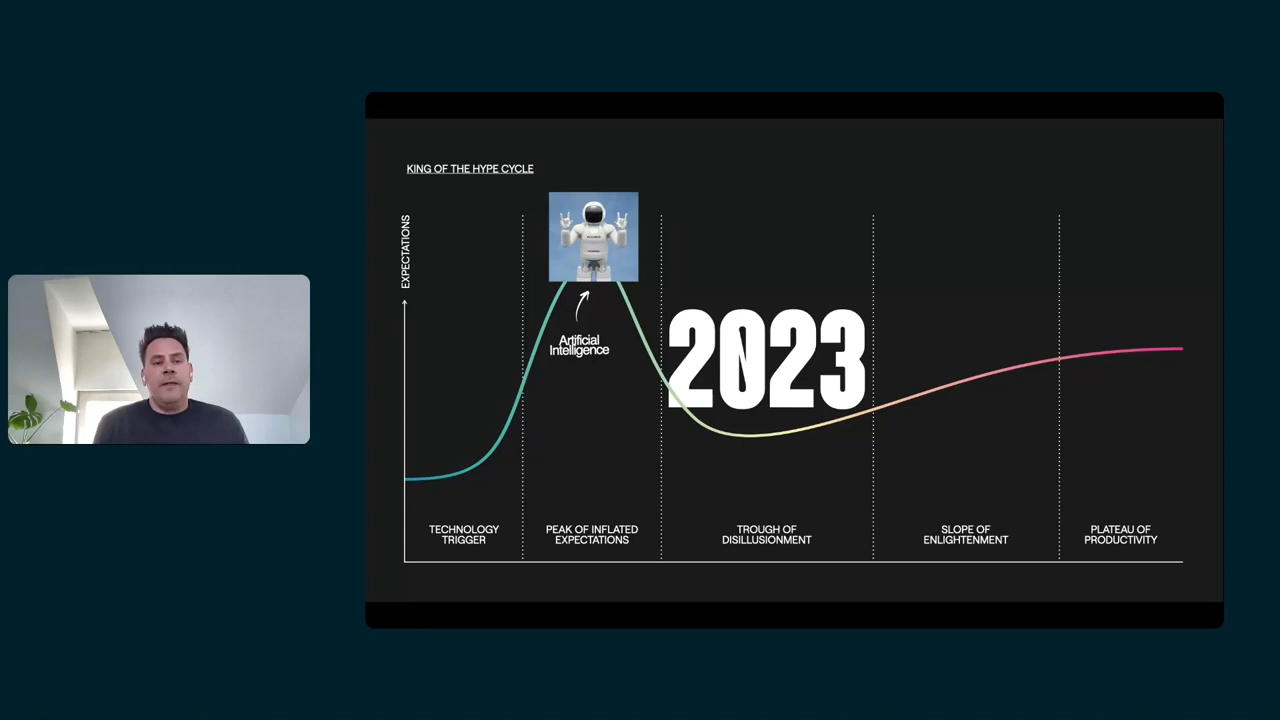 KING OF THE HYPE CYCLE
EXPECTATIONS
Artificial
Intelligence
2023
TECHNOLOGY
TRIGGER
PEAK OF INFLATED
EXPECTATIONS
TROUGH OF
DISILLUSIONMENT
SLOPE OF
ENLIGHTENMENT
PLATEAU OF
PRODUCTIVITY